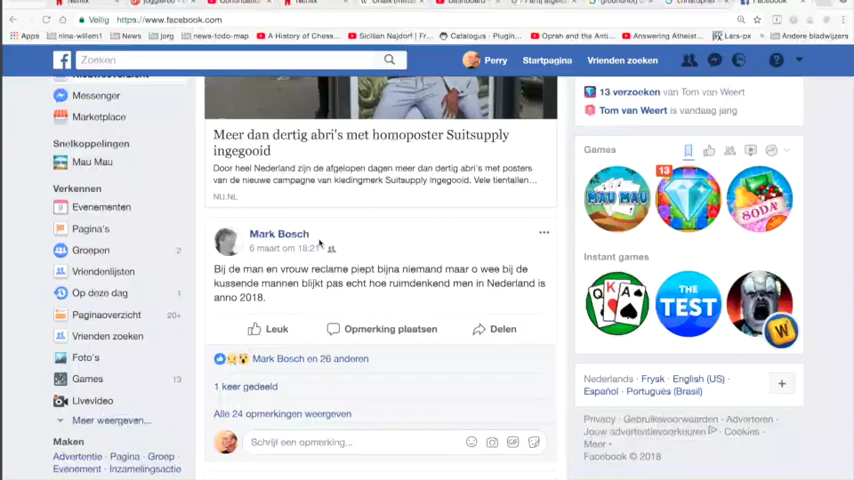 Netflix
Netflix
Dashboard
Facebook
Veilig https://www.facebook.com
Apps
nina-willem1
News
news-todo-map
A History of Chess:
Sicilian Najdorf |
Catalogus - Plugin
Oprah and the Anti
Lars-px
Andere bladwijzers
Zoeken
Perry
Startpagina
Vrienden zoeken
Nieuwsoverzicht
Messenger
Marketplace
Snelkoppelingen
Mau Mau
Verkennen
9
Evenementen
Pagina's
Groepen 2
Vriendenlijsten
Op deze dag 1
Paginaoverzicht 20+
Vrienden zoeken
Foto's
Games 13
Livevideo
Meer weergeven...
Maken
Advertentie · Pagina · Groep ·
Evenement · Inzamelingsactie
Meer dan dertig abri's met homoposter Suitsupply
ingegooid
Door heel Nederland zijn de afgelopen dagen meer dan dertig abri's met posters
van de nieuwe campagne van kledingmerk Suitsupply ingegooid. Vele tientallen...
NU.NL
Mark Bosch
6 maart om 18:21
Bij de man en vrouw reclame piept bijna niemand maar o wee bij de
kussende mannen blijkt pas echt hoe ruimdenkend men in Nederland is
anno 2018.
Leuk
Opmerking plaatsen
Delen
Mark Bosch en 26 anderen
1 keer gedeeld
Alle 24 opmerkingen weergeven
Schrijf een opmerking...
GIF
13 verzoeken van Tom van Weert
Tom van Weert is vandaag jarig
Games
MAU MAU
13
SODA
Instant games
Q K A
THE
TEST
W
Nederlands · Frysk · English (US) ·
Español · Português (Brasil)
+
Privacy · Gebruiksvoorwaarden · Adverteren ·
Jouw advertentievoorkeuren · Cookies ·
Meer
Facebook © 2018